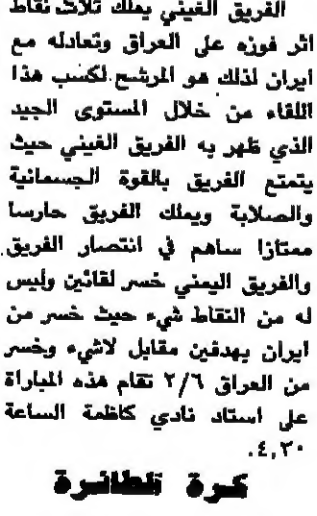 الفريق الغيني يملك ثلاث نقاط
اثر فوزه على العراق وتعادله مع
ايران لذلك هو المرشح لكسب هذا
اللقاء من خلال المستوى الجيد
الذي ظهر به الفريق الغيني حيث
يتمتع الفريق بالقوة الجسمانية
والصلابة ويملك الفريق حارسا
ممتازا ساهم في انتصار الفريق.
والفريق اليمني خسر لقائين وليس
له من النقاط شيء حيث خسر من
ايران بهدفين مقابل لاشيء وخسر
من العراق ٢/٦ تقام هذه المباراة
على استاد نادي كاظمة الساعة
٤,٣٠.
كرة الطائرة